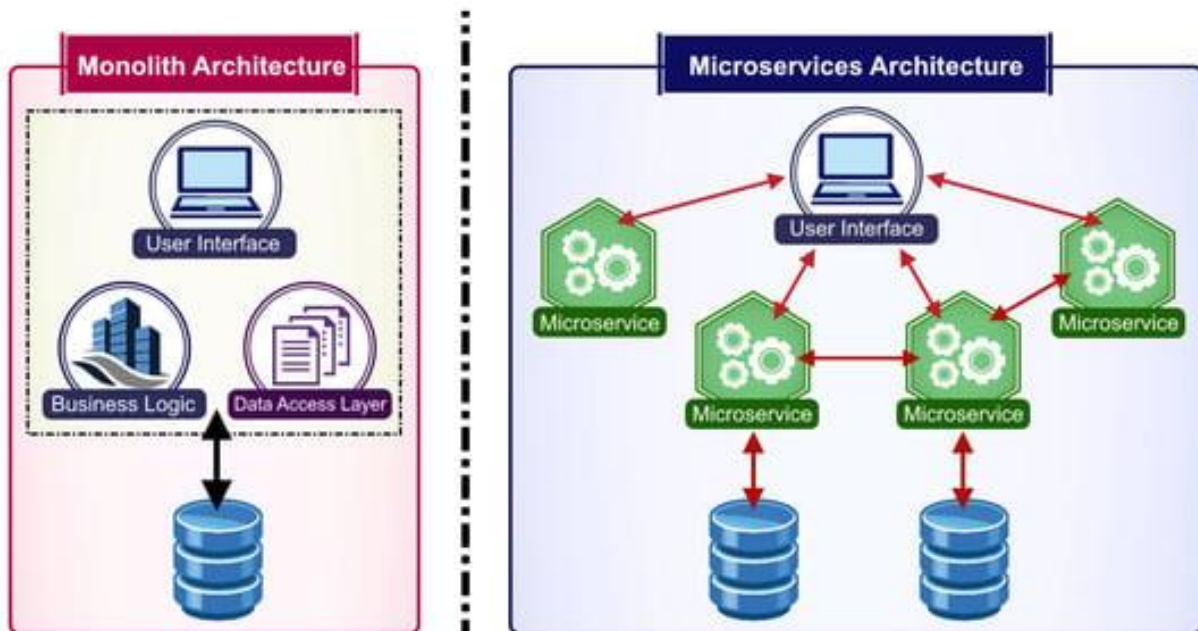 Monolith Architecture
User Interface
Business Logic
Data Access Layer
Microservices Architecture
User Interface
Microservice
Microservice
Microservice
Microservice